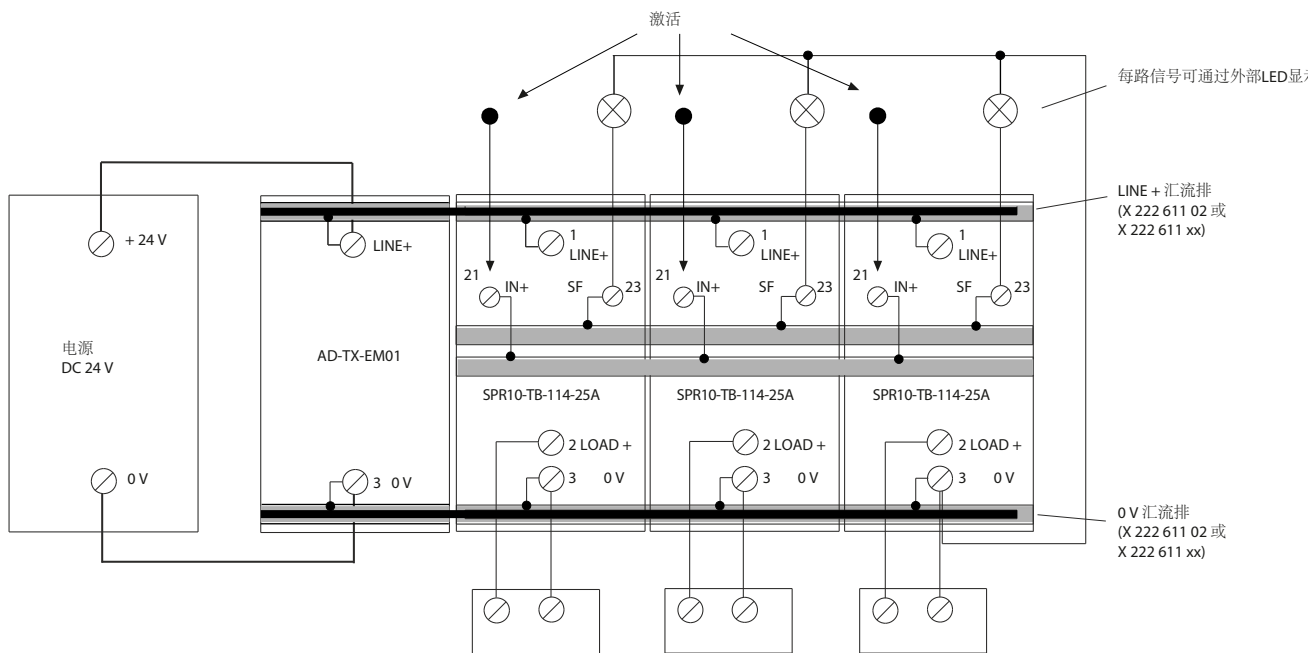 激活
每路信号可通过外部LED显
LINE + 汇流排
(X 222 611 02 或
X 222 611 xx)
+ 24 V
LINE+
1
LINE+
1
LINE+
1
LINE+
21
IN+
SF
23
21
IN+
SF
23
21
IN+
SF
23
电源
DC 24 V
AD-TX-EM01
SPR10-TB-114-25A
SPR10-TB-114-25A
SPR10-TB-114-25A
2 LOAD +
2 LOAD +
2 LOAD +
0 V
3 0 V
3 0 V
3 0 V
3 0 V
0 V 汇流排
(X 222 611 02 或
X 222 611 xx)